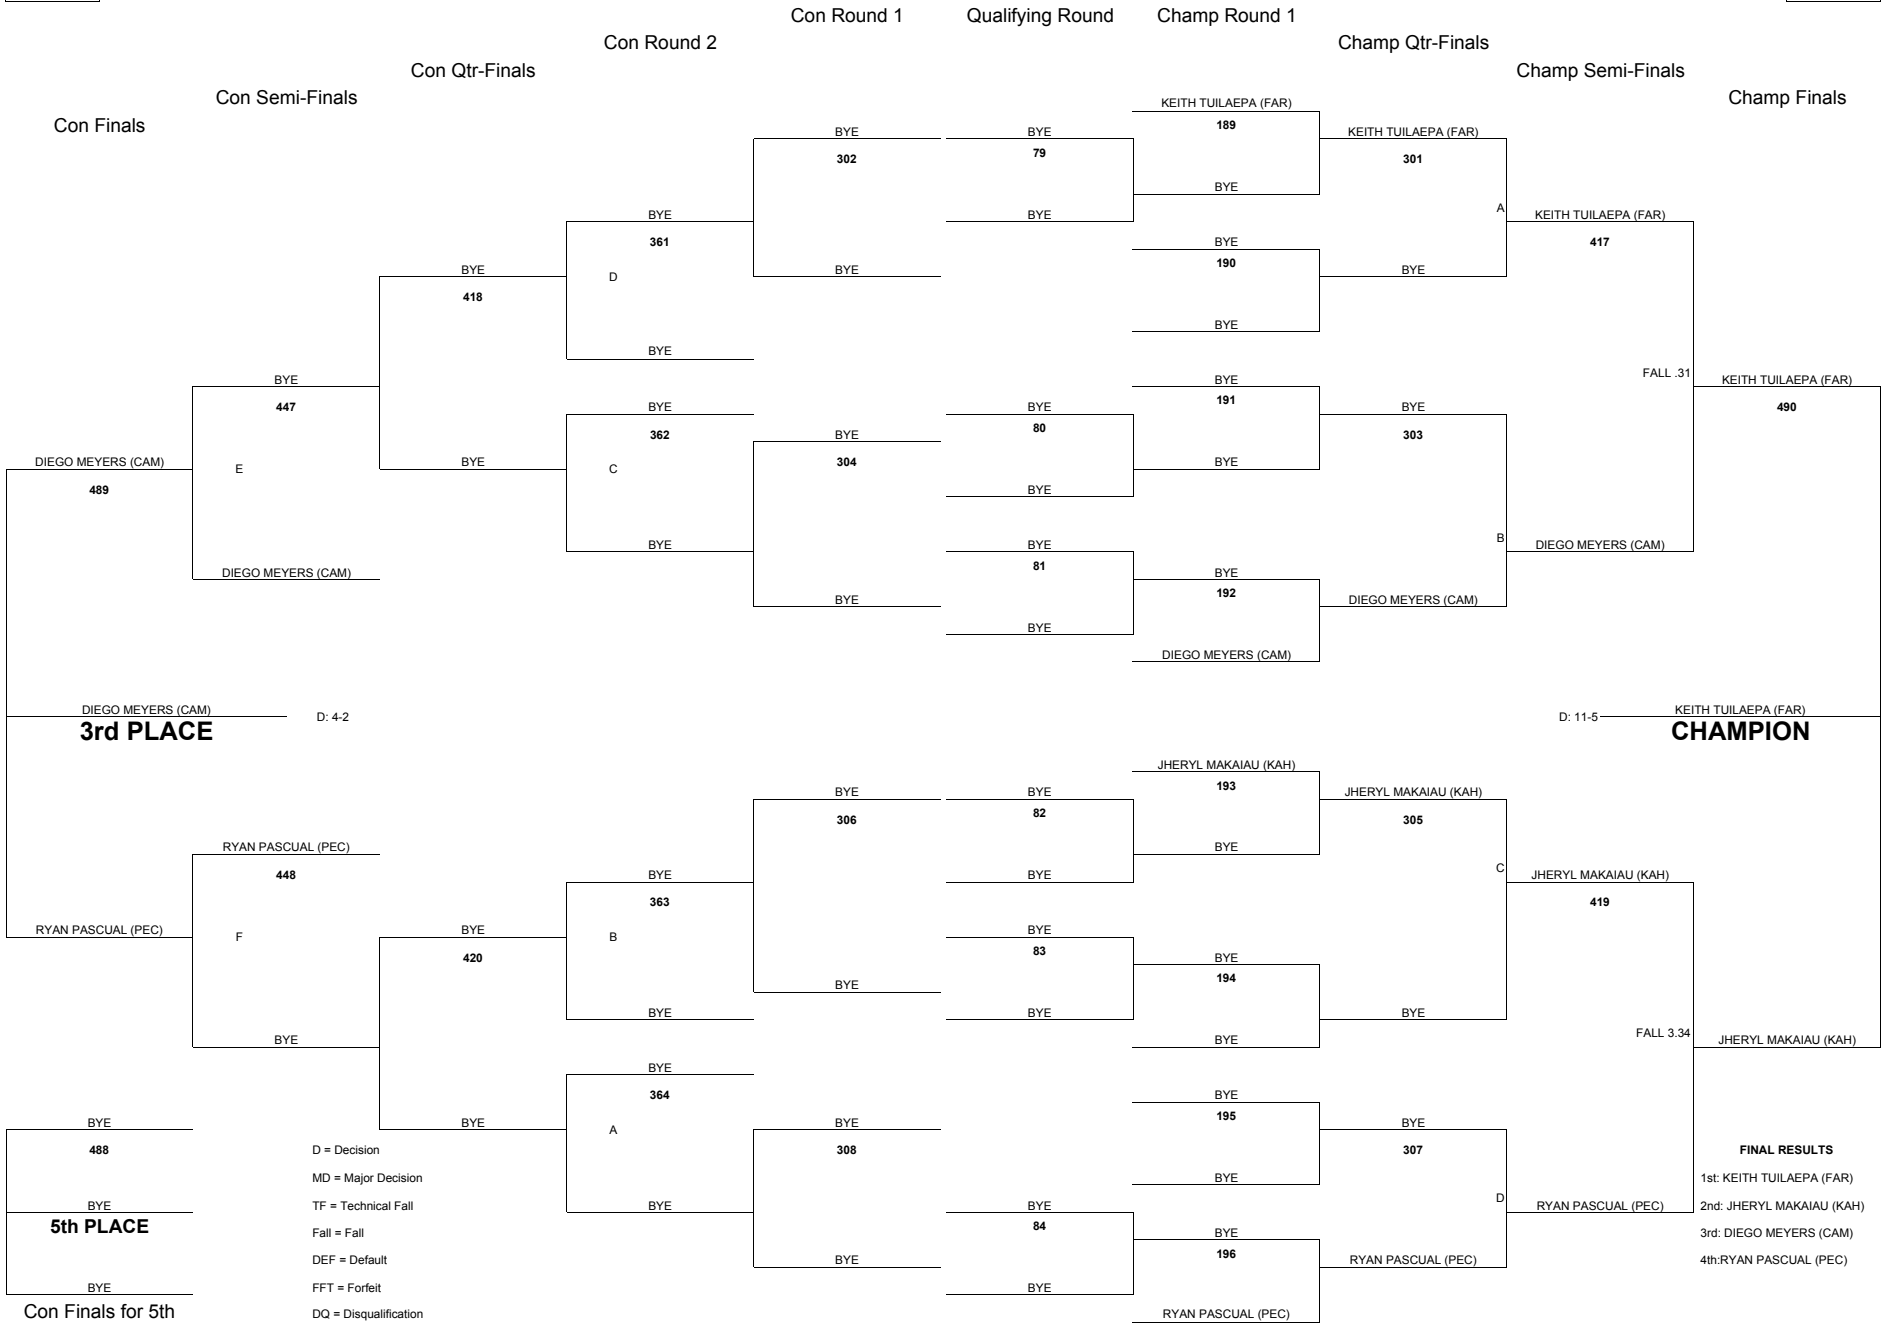 Con Round 1
Qualifying Round
Champ Round 1
Con Round 2
Champ Qtr-Finals
Con Qtr-Finals
Champ Semi-Finals
Con Semi-Finals
Champ Finals
Con Finals
KEITH TUILAEPA (FAR)
189
BYE
302
BYE
79
KEITH TUILAEPA (FAR)
301
BYE
BYE
361
BYE
A
KEITH TUILAEPA (FAR)
417
BYE
190
BYE
418
D
BYE
BYE
BYE
BYE
FALL .31
BYE
447
BYE
191
KEITH TUILAEPA (FAR)
490
BYE
362
BYE
80
BYE
303
BYE
304
DIEGO MEYERS (CAM)
489
E
BYE
C
BYE
BYE
BYE
BYE
81
B
DIEGO MEYERS (CAM)
DIEGO MEYERS (CAM)
BYE
192
BYE
DIEGO MEYERS (CAM)
BYE
DIEGO MEYERS (CAM)
DIEGO MEYERS (CAM)
3rd PLACE
D: 4-2
D: 11-5
KEITH TUILAEPA (FAR)
CHAMPION
JHERYL MAKAIAU (KAH)
193
BYE
306
BYE
82
JHERYL MAKAIAU (KAH)
305
RYAN PASCUAL (PEC)
448
BYE
BYE
363
BYE
C
JHERYL MAKAIAU (KAH)
419
RYAN PASCUAL (PEC)
F
BYE
420
B
BYE
83
BYE
194
BYE
BYE
BYE
BYE
BYE
BYE
FALL 3.34
JHERYL MAKAIAU (KAH)
BYE
364
BYE
195
BYE
488
BYE
A
BYE
308
BYE
307
D = Decision
FINAL RESULTS
MD = Major Decision
BYE
1st: KEITH TUILAEPA (FAR)
BYE
5th PLACE
TF = Technical Fall
BYE
BYE
84
D
RYAN PASCUAL (PEC)
2nd: JHERYL MAKAIAU (KAH)
Fall = Fall
BYE
196
3rd: DIEGO MEYERS (CAM)
DEF = Default
BYE
RYAN PASCUAL (PEC)
4th:RYAN PASCUAL (PEC)
BYE
FFT = Forfeit
BYE
Con Finals for 5th
DQ = Disqualification
RYAN PASCUAL (PEC)